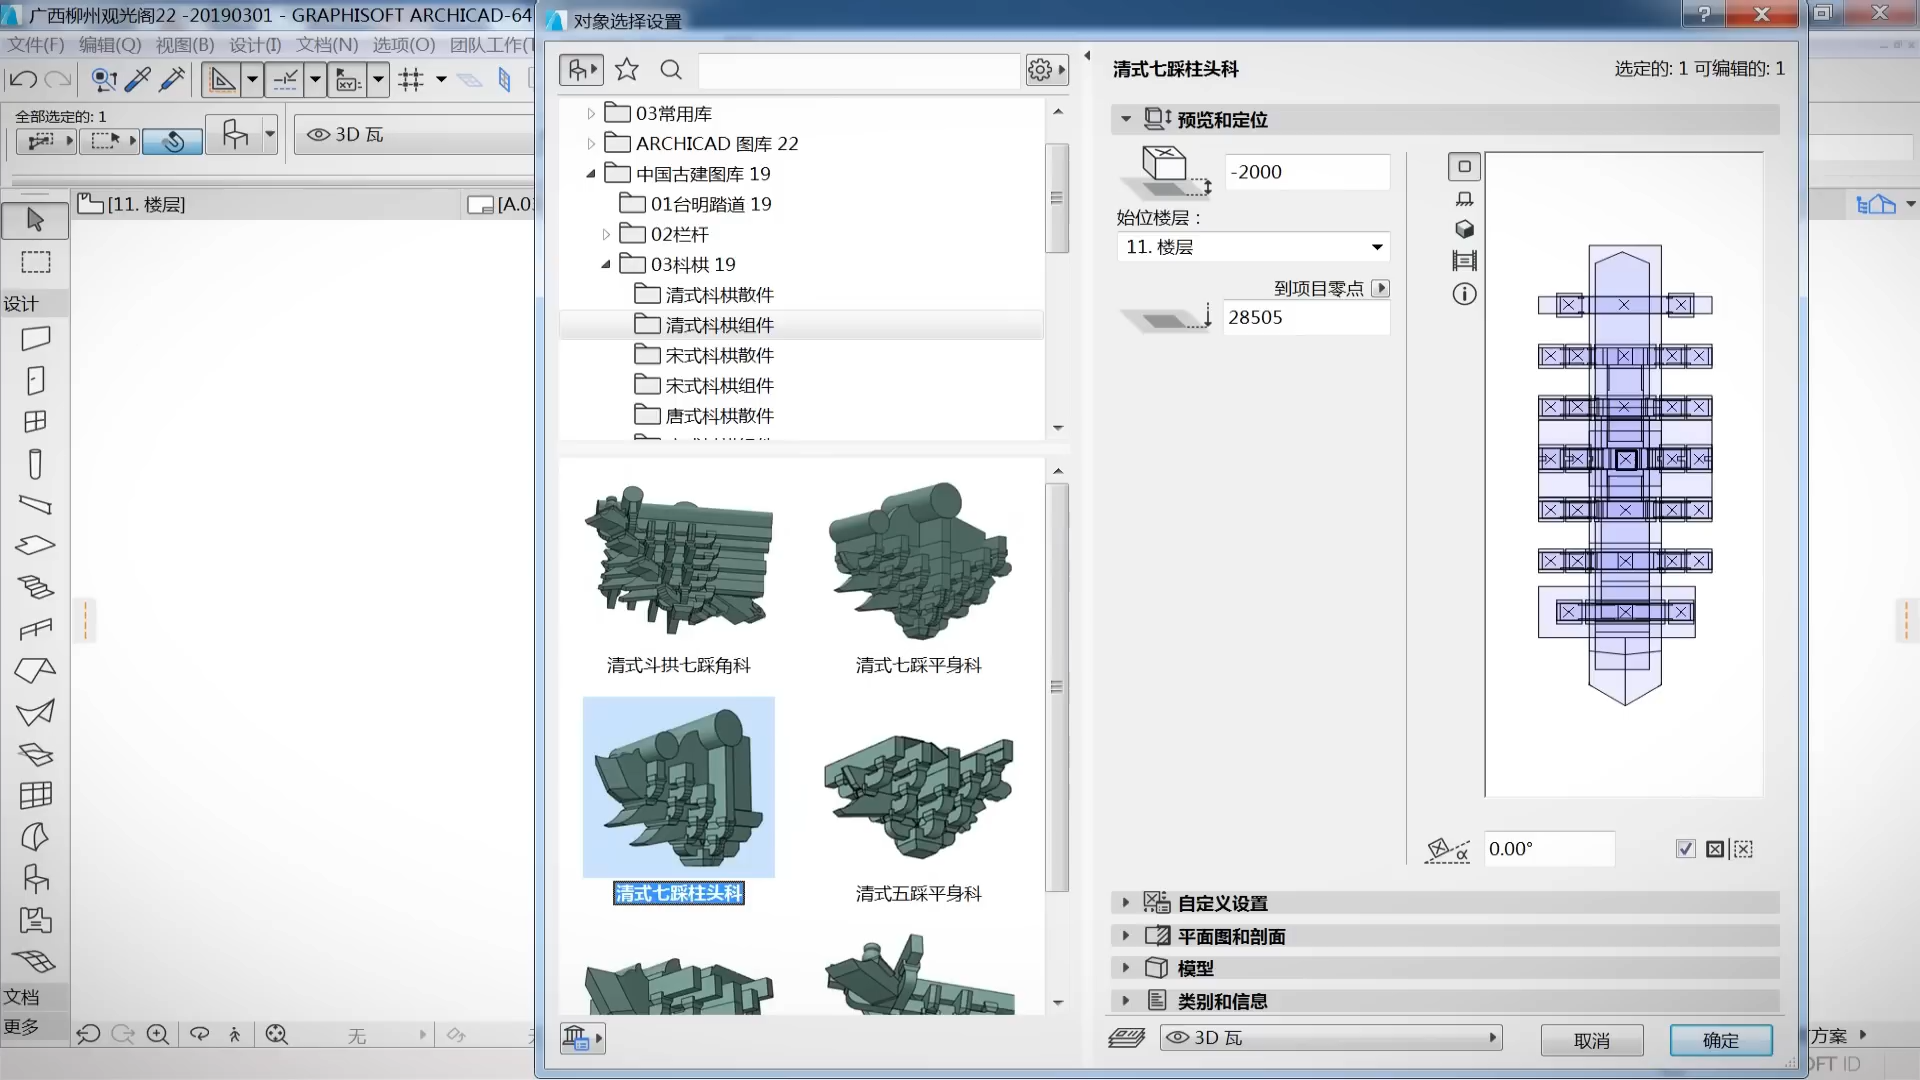 广西柳州观光阁22 -20190301 - GRAPHISOFT ARCHICAD-64
文件(F) 编辑(Q) 视图(B) 设计(I) 文档(N) 选项(O) 团队工作(T
全部选定的: 1
3D 瓦
[11. 楼层]
[A.0
设计
文档
更多
无
对象选择设置
03常用库
ARCHICAD 图库 22
中国古建图库 19
01台明踏道 19
02栏杆
03枓栱 19
清式枓栱散件
清式枓栱组件
宋式枓栱散件
宋式枓栱组件
唐式枓栱散件
清式斗拱七踩角科
清式七踩平身科
清式七踩柱头科
清式五踩平身科
清式七踩柱头科
选定的: 1 可编辑的: 1
预览和定位
-2000
始位楼层：
11. 楼层
到项目零点
28505
α
0.00°
自定义设置
平面图和剖面
模型
类别和信息
3D 瓦
取消
确定
方案
OFT ID